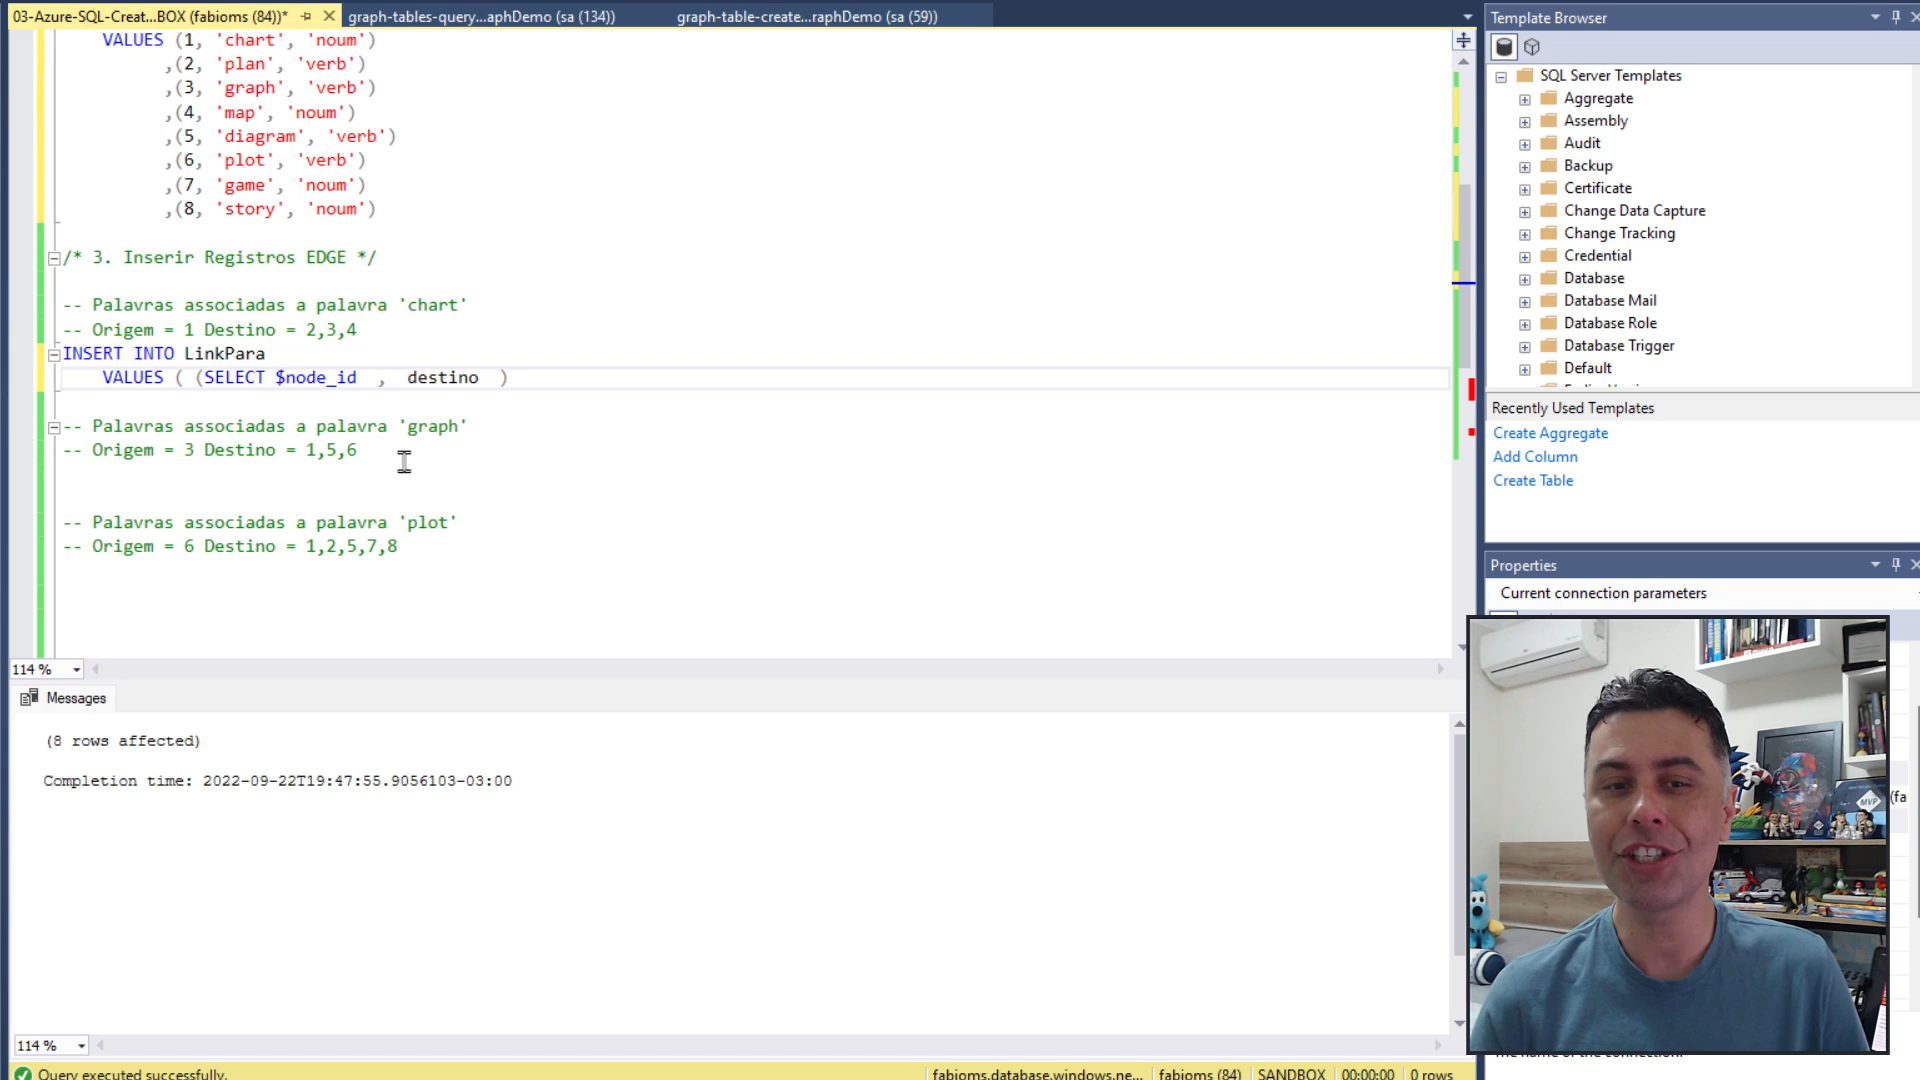 03-Azure-SQL-Creat...BOX (fabioms (84))*
graph-tables-query...aphDemo (sa (134))
graph-table-create...raphDemo (sa (59))
VALUES (1, 'chart', 'noum')
,(2, 'plan', 'verb')
,(3, 'graph', 'verb')
,(4, 'map', 'noum')
,(5, 'diagram', 'verb')
,(6, 'plot', 'verb')
,(7, 'game', 'noum')
,(8, 'story', 'noum')
/* 3. Inserir Registros EDGE */
-- Palavras associadas a palavra 'chart'
-- Origem = 1 Destino = 2,3,4
INSERT INTO LinkPara
VALUES ( (SELECT $node_id , destino )
-- Palavras associadas a palavra 'graph'
-- Origem = 3 Destino = 1,5,6
-- Palavras associadas a palavra 'plot'
-- Origem = 6 Destino = 1,2,5,7,8
114 %
Messages
(8 rows affected)
Completion time: 2022-09-22T19:47:55.9056103-03:00
114 %
Query executed successfully.
fabioms.database.windows.ne...
fabioms (84)
SANDBOX
00:00:00
0 rows
Template Browser
SQL Server Templates
Aggregate
Assembly
Audit
Backup
Certificate
Change Data Capture
Change Tracking
Credential
Database
Database Mail
Database Role
Database Trigger
Default
Recently Used Templates
Create Aggregate
Add Column
Create Table
Properties
Current connection parameters
(fa
MVP
The name of the connection.